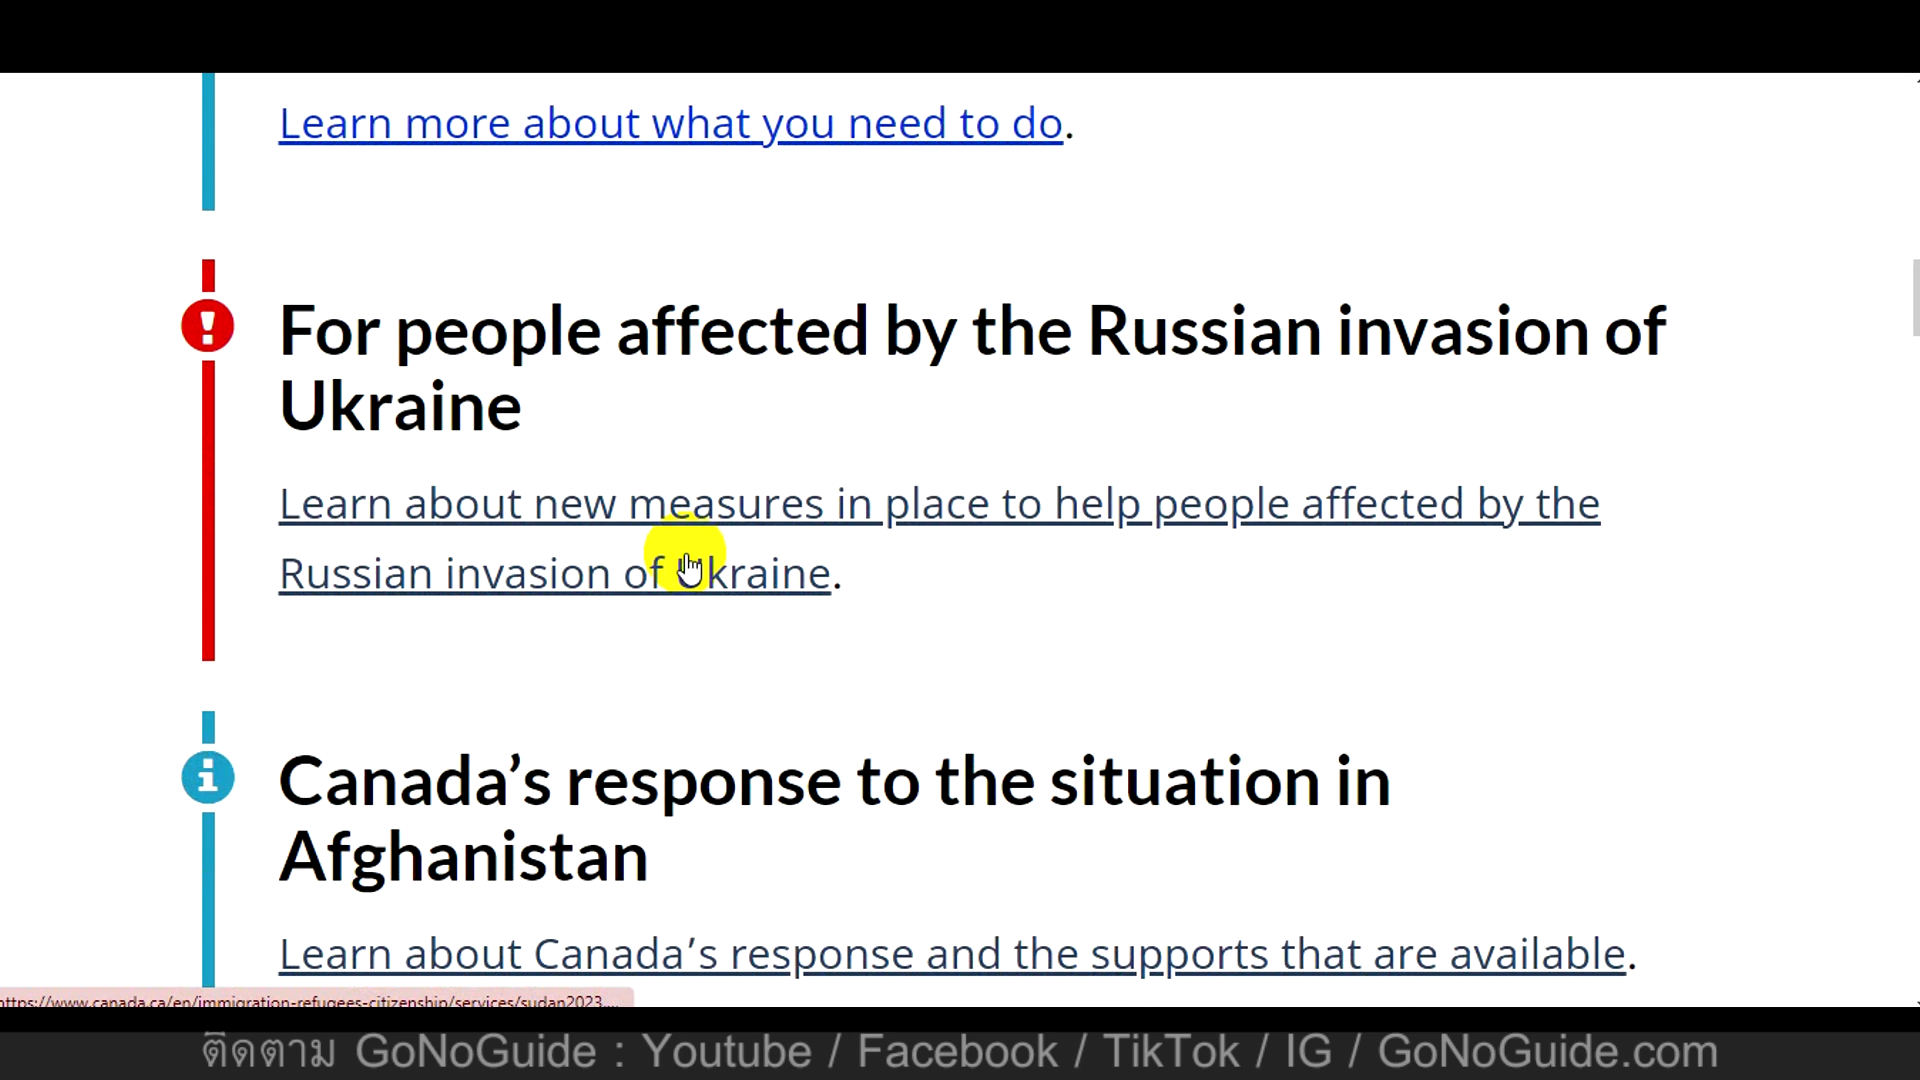 Learn more about what you need to do.
For people affected by the Russian invasion of
Ukraine
Learn about new measures in place to help people affected by the
Russian invasion of Ukraine.
Canada’s response to the situation in
Afghanistan
Learn about Canada’s response and the supports that are available.
https://www.canada.ca/en/immigration-refugees-citizenship/services/sudan2023....
ติดตาม GoNoGuide : Youtube / Facebook / TikTok / IG / GoNoGuide.com